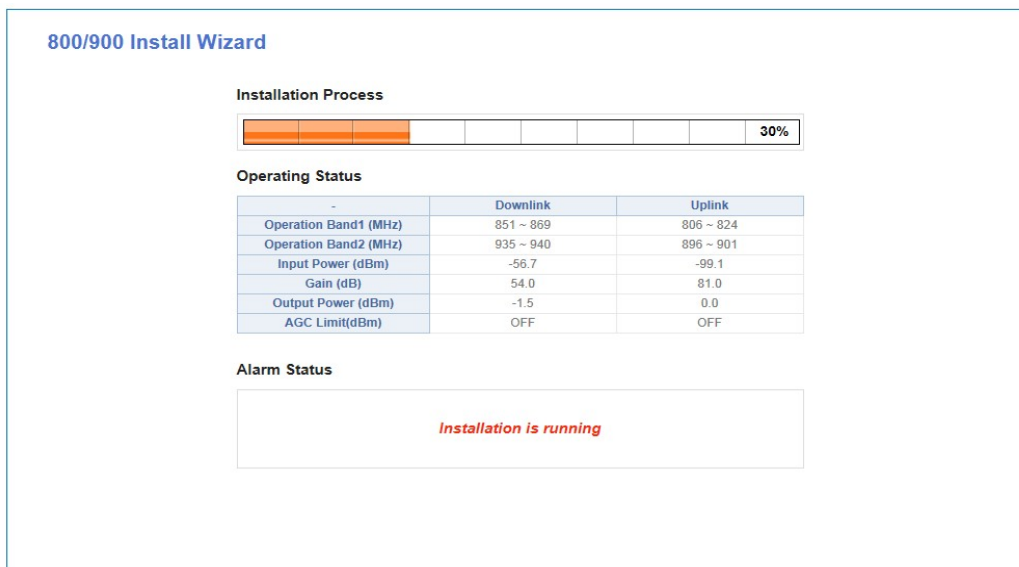 800/900 Install Wizard
Installation Process
30%
Operating Status
- Downlink Uplink
Operation Band1 (MHz) 851 ~ 869 806 ~ 824
Operation Band2 (MHz) 935 ~ 940 896 ~ 901
Input Power (dBm) -56.7 -99.1
Gain (dB) 54.0 81.0
Output Power (dBm) -1.5 0.0
AGC Limit(dBm) OFF OFF
Alarm Status
Installation is running